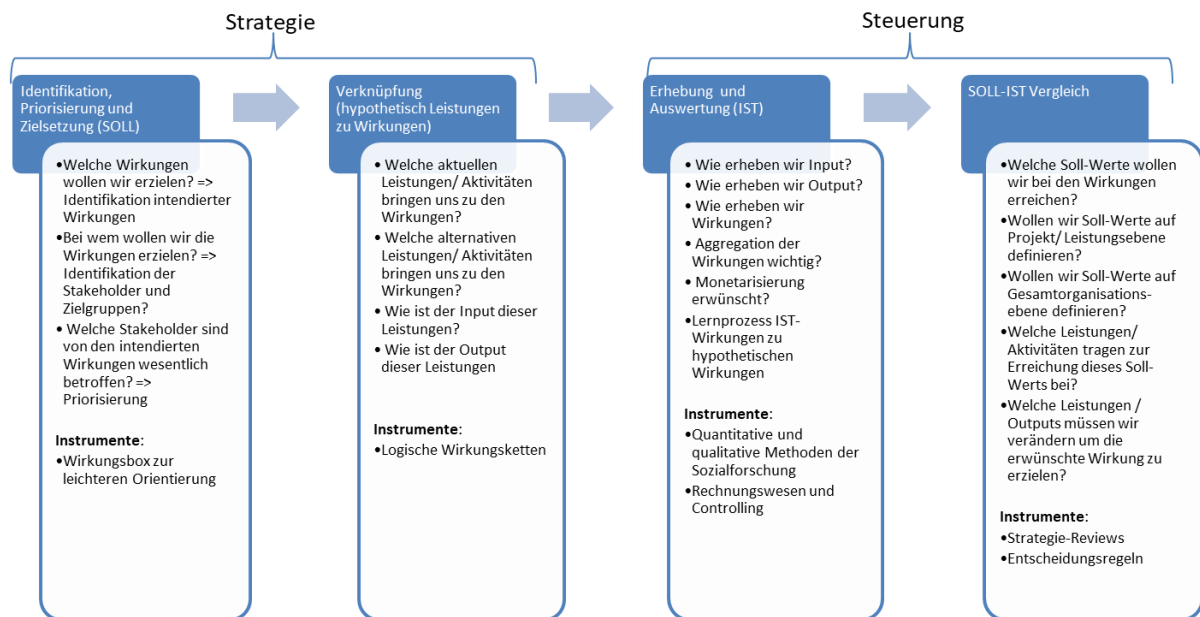 Strategie
Steuerung
Identifikation,
Priorisierung und
Zielsetzung (SOLL)
•Welche Wirkungen
wollen wir erzielen? =>
Identifikation intendierter
Wirkungen
•Bei wem wollen wir die
Wirkungen erzielen? =>
Identifikation der
Stakeholder und
Zielgruppen?
• Welche Stakeholder sind
von den intendierten
Wirkungen wesentlich
betroffen? =>
Priorisierung
Instrumente:
•Wirkungsbox zur
leichteren Orientierung
Verknüpfung
(hypothetisch Leistungen
zu Wirkungen)
• Welche aktuellen
Leistungen/ Aktivitäten
bringen uns zu den
Wirkungen?
• Welche alternativen
Leistungen/ Aktivitäten
bringen uns zu den
Wirkungen?
• Wie ist der Input dieser
Leistungen?
• Wie ist der Output
dieser Leistungen
Instrumente:
•Logische Wirkungsketten
Erhebung und
Auswertung (IST)
• Wie erheben wir Input?
• Wie erheben wir Output?
• Wie erheben wir
Wirkungen?
• Aggregation der
Wirkungen wichtig?
• Monetarisierung
erwünscht?
•Lernprozess IST-
Wirkungen zu
hypothetischen
Wirkungen
Instrumente:
•Quantitative und
qualitative Methoden der
Sozialforschung
•Rechnungswesen und
Controlling
SOLL-IST Vergleich
•Welche Soll-Werte wollen
wir bei den Wirkungen
erreichen?
•Wollen wir Soll-Werte auf
Projekt/ Leistungsebene
definieren?
•Wollen wir Soll-Werte auf
Gesamtorganisations-
ebene definieren?
•Welche Leistungen/
Aktivitäten tragen zur
Erreichung dieses Soll-
Werts bei?
•Welche Leistungen /
Outputs müssen wir
verändern um die
erwünschte Wirkung zu
erzielen?
Instrumente:
•Strategie-Reviews
•Entscheidungsregeln